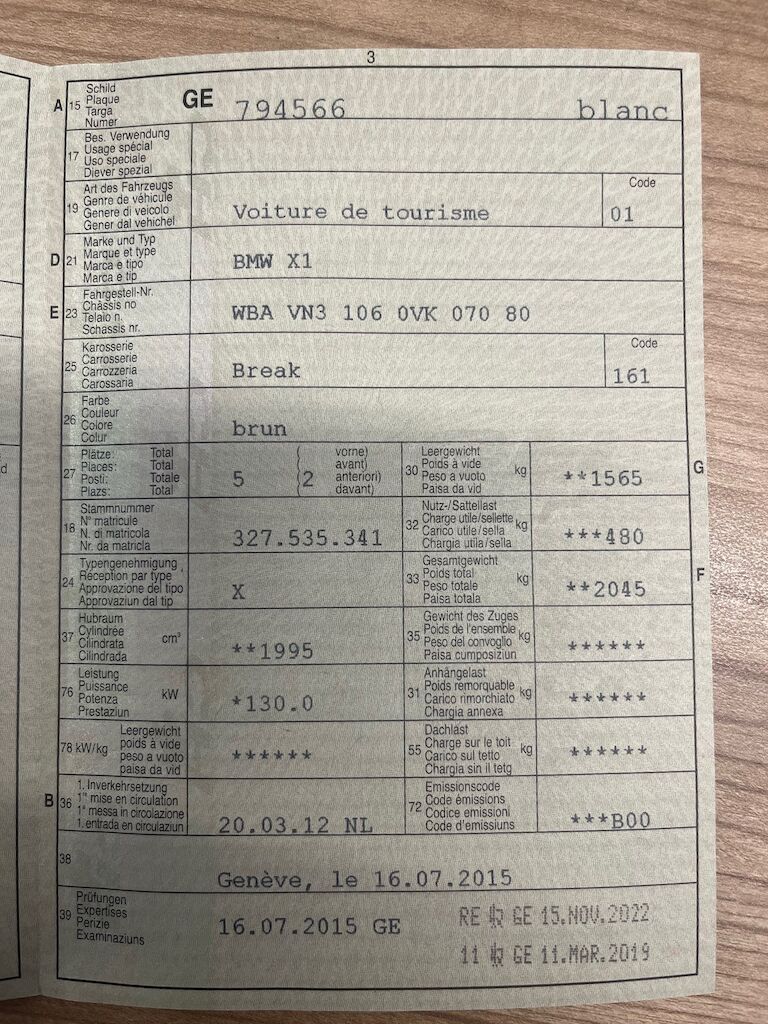 3
A 15 Schild
Plaque
Targa
Numer
GE 794566 blanc
17 Bes. Verwendung
Usage spécial
Uso speciale
Diever spezial
19 Art des Fahrzeugs
Genre de véhicule
Genere di veicolo
Gener dal vehichel
Voiture de tourisme
Code
01
D 21 Marke und Typ
Marque et type
Marca e tipo
Marca e tip
BMW X1
E 23 Fahrgestell-Nr.
Châssis no
Telaio n.
Schassis nr.
WBA VN3 106 0VK 070 80
25 Karosserie
Carrosserie
Carrozzeria
Carossaria
Break
Code
161
26 Farbe
Couleur
Colore
Colur
brun
27 Plätze: Total
Places: Total
Posti: Totale
Plazs: Total
5 ( 2 vorne)
avant)
anteriori)
davant)
30 Leergewicht
Poids à vide kg
Peso a vuoto
Paisa da vid
**1565
G
18 Stammnummer
N° matricule
N. di matricola
Nr. da matricla
327.535.341
32 Nutz-/Sattellast
Charge utile/sellette kg
Carico utile/sella
Chargia utila/sella
***480
24 Typengenehmigung
Réception par type
Approvazione del tipo
Approvaziun dal tip
X
33 Gesamtgewicht
Poids total kg
Peso totale
Paisa totala
**2045
F
37 Hubraum
Cylindrée cm³
Cilindrata
Cilindrada
**1995
35 Gewicht des Zuges
Poids de l'ensemble kg
Peso del convoglio
Paisa cumposiziun
******
76 Leistung
Puissance kW
Potenza
Prestaziun
*130.0
31 Anhängelast
Poids remorquable kg
Carico rimorchiato
Chargia annexa
******
78 kW/kg Leergewicht
poids à vide
peso a vuoto
paisa da vid
******
55 Dachlast
Charge sur le toit kg
Carico sul tetto
Chargia sin il tetg
******
B 36 1. Inverkehrsetzung
1re mise en circulation
1a messa in circolazione
1. entrada en circulaziun
20.03.12 NL
72 Emissionscode
Code émissions
Codice emissioni
Code d'emissiuns
***B00
38
Genève, le 16.07.2015
39 Prüfungen
Expertises
Perizie
Examinaziuns
16.07.2015 GE
RE GE 15.NOV.2022
11 GE 11.MAR.2019